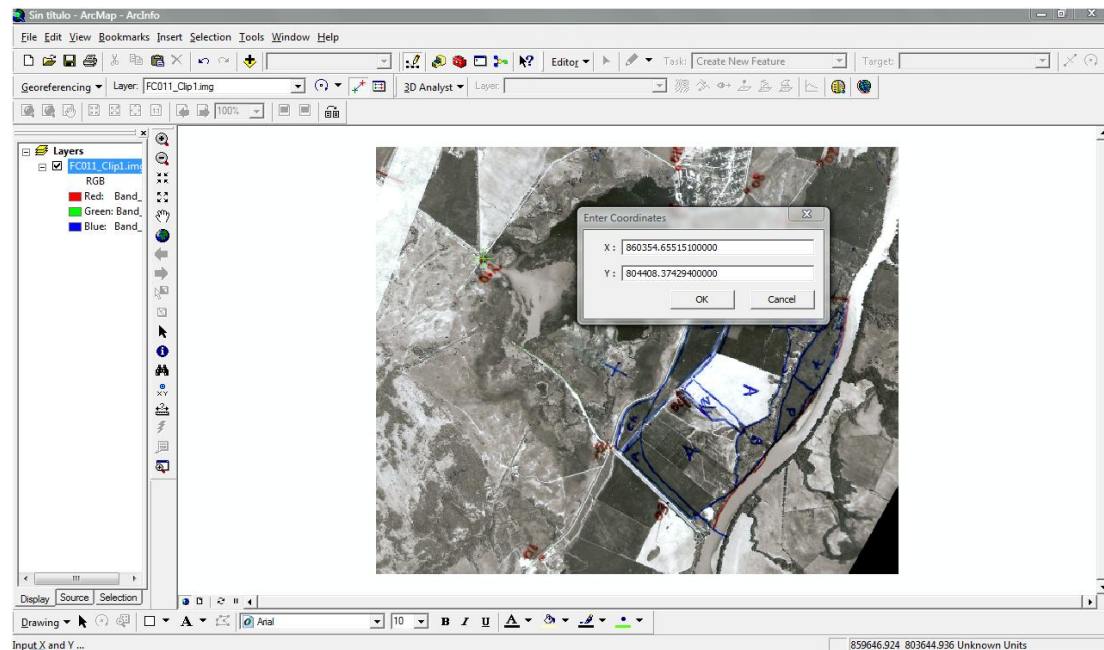 Sin título - ArcMap - ArcInfo
File Edit View Bookmarks Insert Selection Tools Window Help
Editor Task: Create New Feature Target:
Georeferencing Layer: FC011_Clip1.img 3D Analyst Layer:
100%
Layers
FC011_Clip1.img
RGB
Red: Band_
Green: Band_
Blue: Band_
Enter Coordinates
X : 860354.65515100000
Y : 804408.37429400000
OK Cancel
A
A
B
Display Source Selection
Drawing A Arial 10 B I U A
Input X and Y ... 859646.924 803644.936 Unknown Units